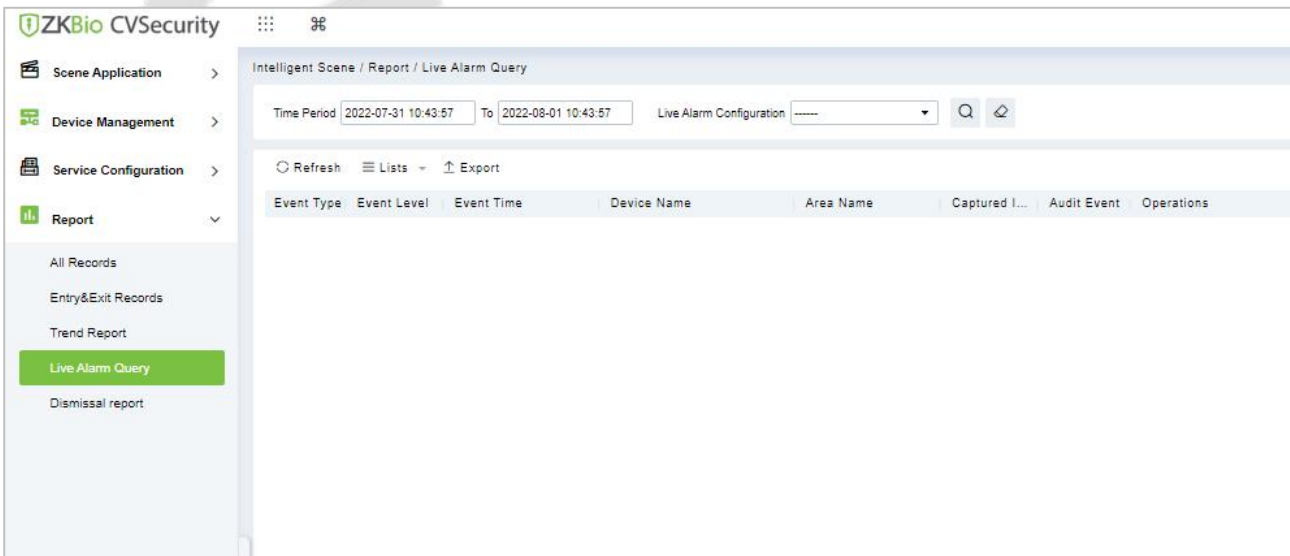 ZKBio CVSecurity
Scene Application
Device Management
Service Configuration
Report
All Records
Entry&Exit Records
Trend Report
Live Alarm Query
Dismissal report
Intelligent Scene / Report / Live Alarm Query
Time Period 2022-07-31 10:43:57 To 2022-08-01 10:43:57 Live Alarm Configuration ------
Refresh Lists Export
Event Type Event Level Event Time Device Name Area Name Captured I... Audit Event Operations